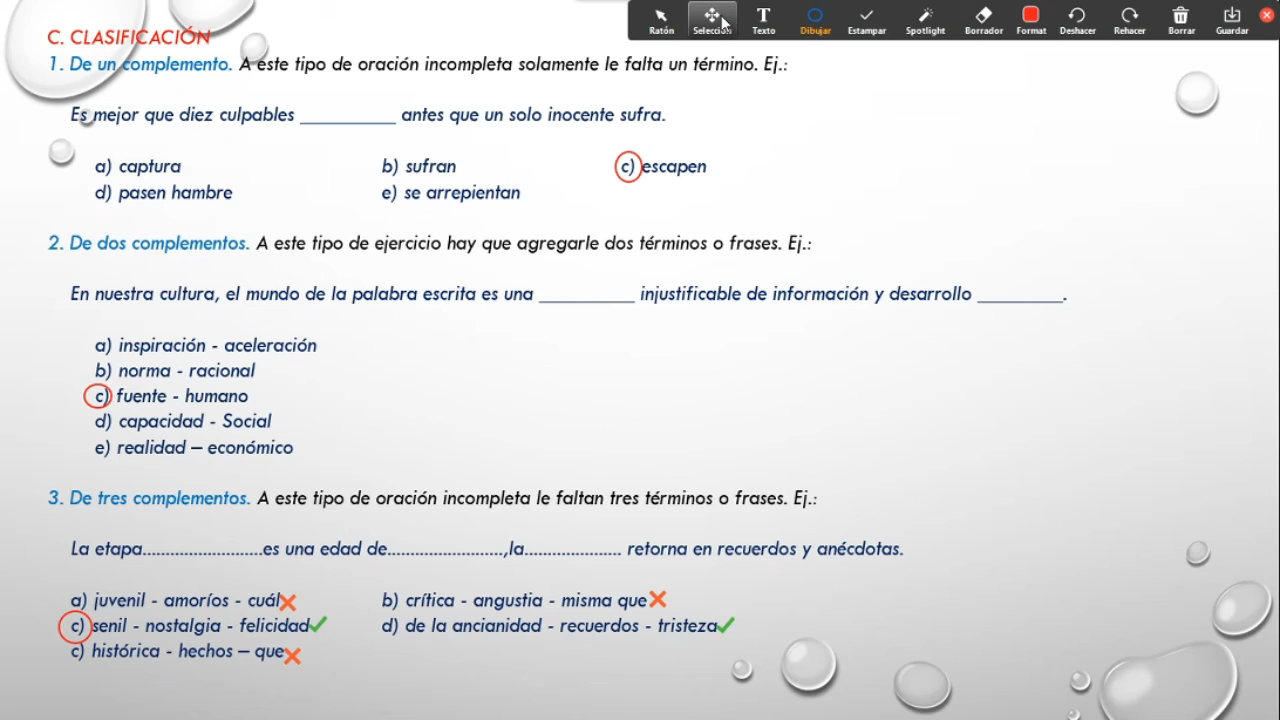 Ratón Selección Texto Dibujar Estampar Spotlight Borrador Format Deshacer Rehacer Borrar Guardar
C. CLASIFICACIÓN
1. De un complemento. A este tipo de oración incompleta solamente le falta un término. Ej.:
Es mejor que diez culpables __________ antes que un solo inocente sufra.
a) captura b) sufran c) escapen
d) pasen hambre e) se arrepientan
2. De dos complementos. A este tipo de ejercicio hay que agregarle dos términos o frases. Ej.:
En nuestra cultura, el mundo de la palabra escrita es una __________ injustificable de información y desarrollo _________.
a) inspiración - aceleración
b) norma - racional
c) fuente - humano
d) capacidad - Social
e) realidad – económico
3. De tres complementos. A este tipo de oración incompleta le faltan tres términos o frases. Ej.:
La etapa..........................es una edad de.........................,la..................... retorna en recuerdos y anécdotas.
a) juvenil - amoríos - cuál b) crítica - angustia - misma que
c) senil - nostalgia - felicidad d) de la ancianidad - recuerdos - tristeza
c) histórica - hechos – que